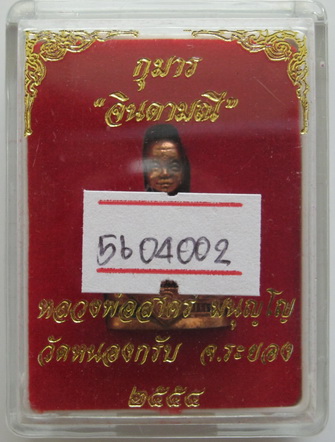 กุมาร
"จินดามณี"
5604002
หลวงพ่อสาคร มนุญฺโญ
วัดหนองกรับ จ.ระยอง
๒๕๕๔